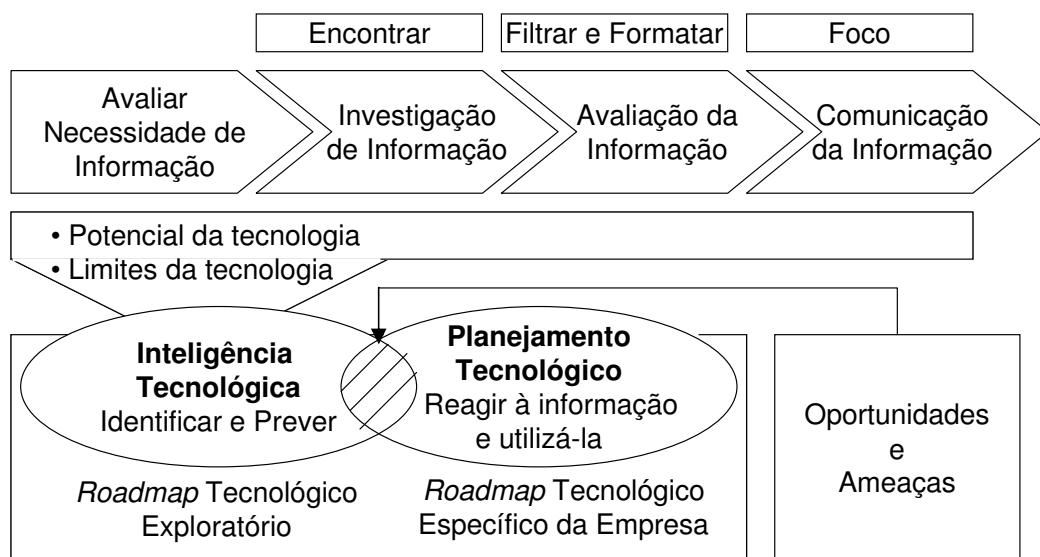 Encontrar
Filtrar e Formatar
Foco
Avaliar
Necessidade de
Informação
Investigação
de Informação
Avaliação da
Informação
Comunicação
da Informação
• Potencial da tecnologia
• Limites da tecnologia
Inteligência
Tecnológica
Identificar e Prever
Planejamento
Tecnológico
Reagir à informação
e utilizá-la
Oportunidades
e
Ameaças
Roadmap Tecnológico
Exploratório
Roadmap Tecnológico
Específico da Empresa